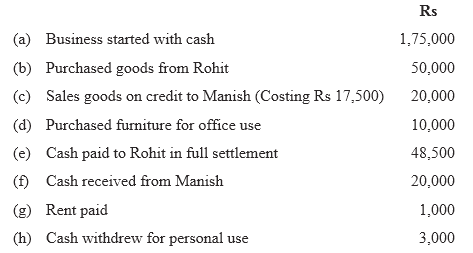 Rs
(a) Business started with cash 1,75,000
(b) Purchased goods from Rohit 50,000
(c) Sales goods on credit to Manish (Costing Rs 17,500) 20,000
(d) Purchased furniture for office use 10,000
(e) Cash paid to Rohit in full settlement 48,500
(f) Cash received from Manish 20,000
(g) Rent paid 1,000
(h) Cash withdrew for personal use 3,000